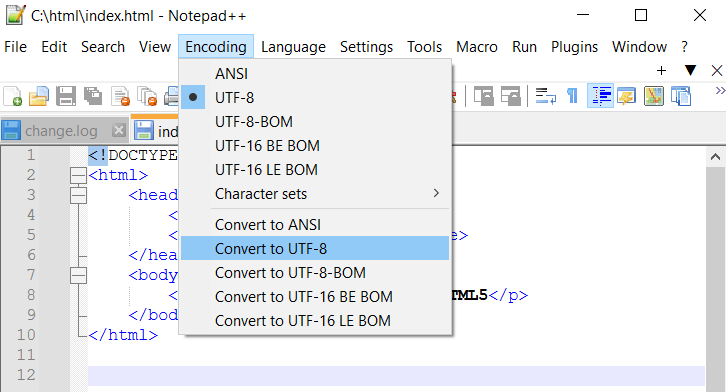 C:\html\index.html - Notepad++
File Edit Search View Encoding Language Settings Tools Macro Run Plugins Window ?
change.log ind
ANSI
UTF-8
UTF-8-BOM
UTF-16 BE BOM
UTF-16 LE BOM
Character sets
Convert to ANSI
Convert to UTF-8
Convert to UTF-8-BOM
Convert to UTF-16 BE BOM
Convert to UTF-16 LE BOM
1 <!DOCTYPE
2 <html>
3 <head
4 <
5 < e>
6 </hea
7 <body
8 < TML5</p>
9 </bod
10 </html>
11
12